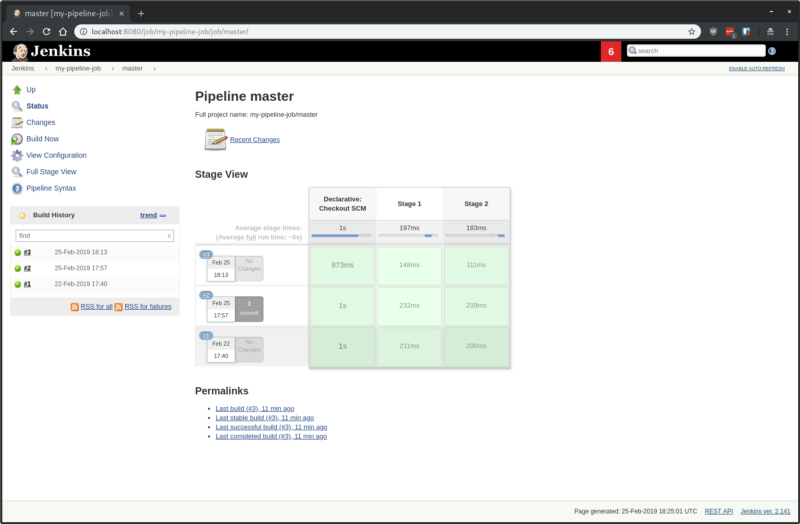 master [my-pipeline-job
localhost:8080/job/my-pipeline-job/job/master/
Jenkins
6
search
Jenkins
my-pipeline-job
master
ENABLE AUTO REFRESH
Up
Status
Changes
Build Now
View Configuration
Full Stage View
Pipeline Syntax
Build History
trend
find
x
#3 25-Feb-2019 18:13
#2 25-Feb-2019 17:57
#1 22-Feb-2019 17:40
RSS for all RSS for failures
Pipeline master
Full project name: my-pipeline-job/master
Recent Changes
Stage View
Declarative: Checkout SCM
Stage 1
Stage 2
Average stage times:
(Average full run time: ~6s)
1s
197ms
183ms
#3
Feb 25
18:13
No Changes
873ms
148ms
111ms
#2
Feb 25
17:57
1 commit
1s
232ms
239ms
#1
Feb 22
17:40
No Changes
1s
211ms
200ms
Permalinks
Last build (#3), 11 min ago
Last stable build (#3), 11 min ago
Last successful build (#3), 11 min ago
Last completed build (#3), 11 min ago
Page generated: 25-Feb-2019 18:25:01 UTC
REST API
Jenkins ver. 2.141